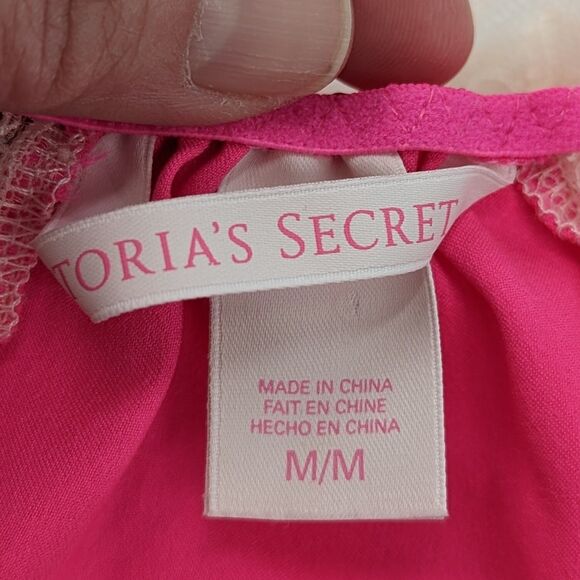 TORIA'S SECRET
MADE IN CHINA
FAIT EN CHINE
HECHO EN CHINA
M/M